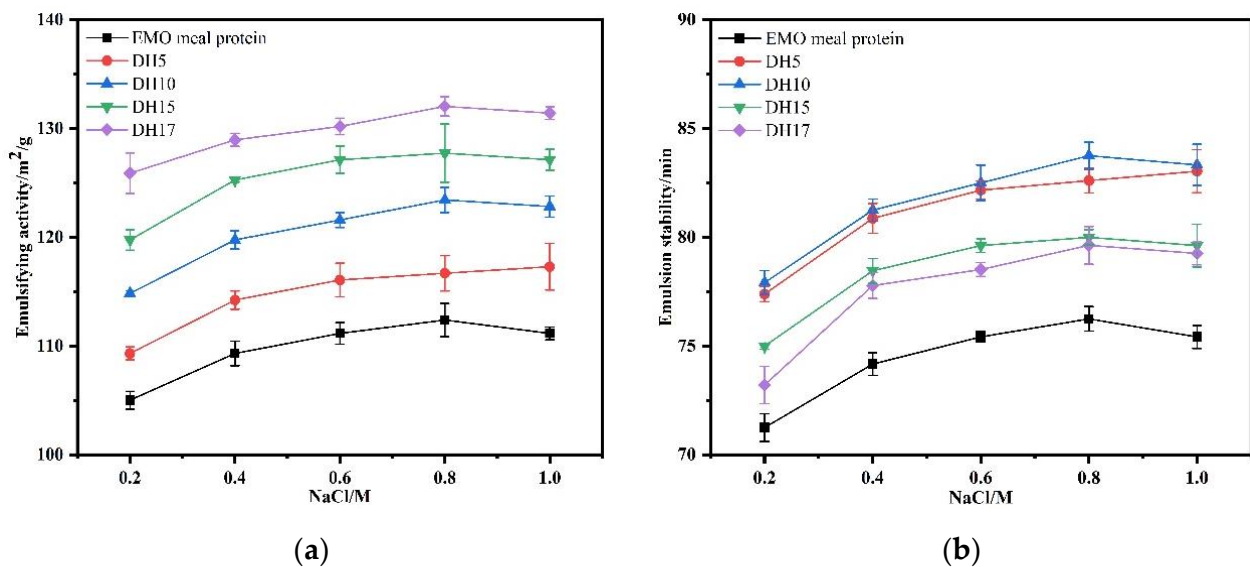 140
130
120
110
100
Emulsifying activity/m²/g
EMO meal protein
DH5
DH10
DH15
DH17
0.2 0.4 0.6 0.8 1.0
NaCl/M
(a)
90
85
80
75
70
Emulsion stability/min
EMO meal protein
DH5
DH10
DH15
DH17
0.2 0.4 0.6 0.8 1.0
NaCl/M
(b)